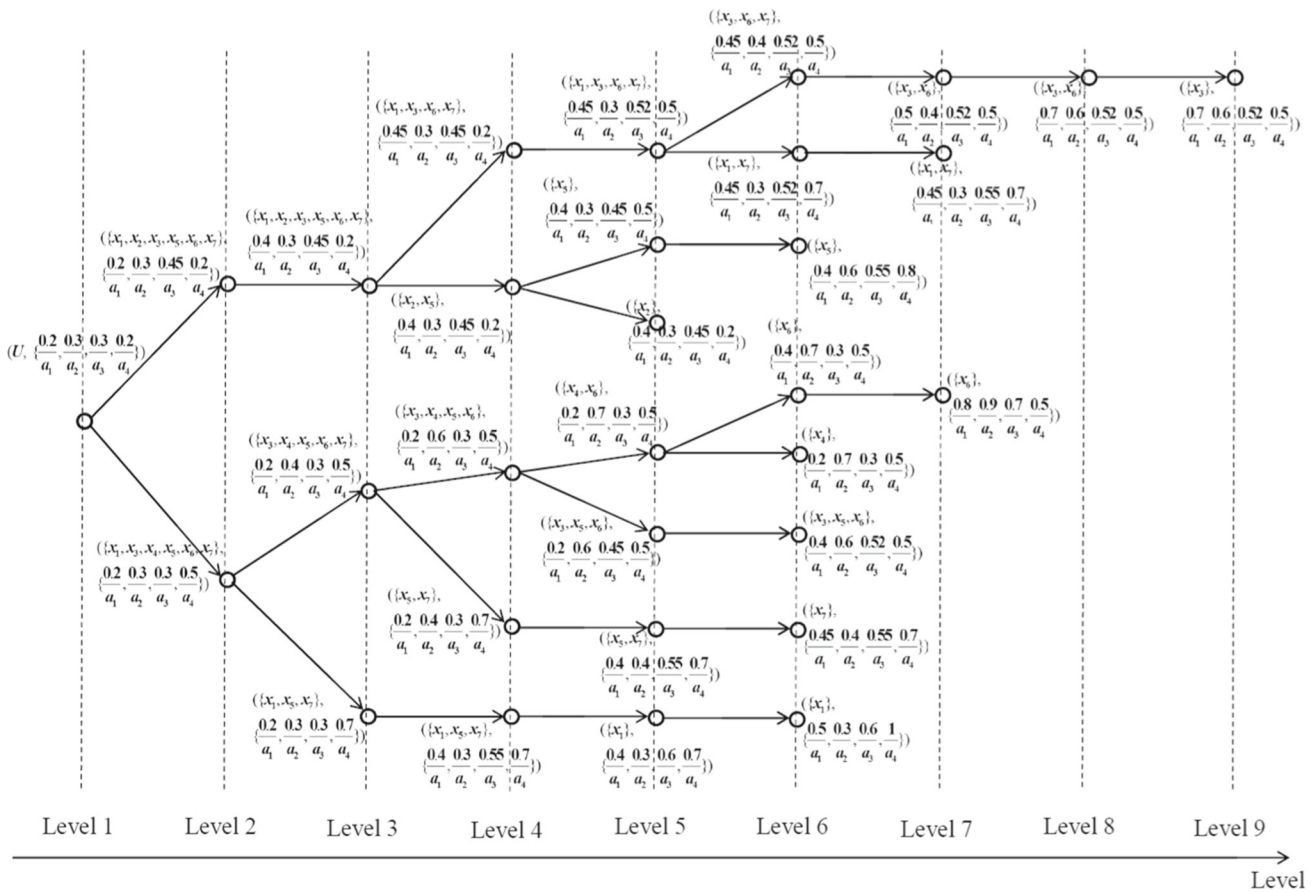 (U, {0.2/a₁, 0.3/a₂, 0.3/a₃, 0.2/a₄})
({x₁,x₂,x₃,x₅,x₆,x₇},
{0.2/a₁, 0.3/a₂, 0.45/a₃, 0.2/a₄})
({x₁,x₃,x₄,x₅,x₆,x₇},
{0.2/a₁, 0.3/a₂, 0.3/a₃, 0.5/a₄})
({x₁,x₂,x₃,x₅,x₆,x₇},
{0.4/a₁, 0.3/a₂, 0.45/a₃, 0.2/a₄})
({x₃,x₄,x₅,x₆,x₇},
{0.2/a₁, 0.4/a₂, 0.3/a₃, 0.5/a₄})
({x₁,x₅,x₇},
{0.2/a₁, 0.3/a₂, 0.3/a₃, 0.7/a₄})
({x₁,x₃,x₆,x₇},
{0.45/a₁, 0.3/a₂, 0.45/a₃, 0.2/a₄})
({x₂,x₅},
{0.4/a₁, 0.3/a₂, 0.45/a₃, 0.2/a₄})
({x₃,x₄,x₅,x₆},
{0.2/a₁, 0.6/a₂, 0.3/a₃, 0.5/a₄})
({x₅,x₇},
{0.2/a₁, 0.4/a₂, 0.3/a₃, 0.7/a₄})
({x₁,x₅,x₇},
{0.4/a₁, 0.3/a₂, 0.55/a₃, 0.7/a₄})
({x₁,x₃,x₆,x₇},
{0.45/a₁, 0.3/a₂, 0.52/a₃, 0.5/a₄})
({x₅},
{0.4/a₁, 0.3/a₂, 0.45/a₃, 0.5/a₄})
({x₂},
{0.4/a₁, 0.3/a₂, 0.45/a₃, 0.2/a₄})
({x₄,x₆},
{0.2/a₁, 0.7/a₂, 0.3/a₃, 0.5/a₄})
({x₃,x₅,x₆},
{0.2/a₁, 0.6/a₂, 0.45/a₃, 0.5/a₄})
({x₅,x₇},
{0.4/a₁, 0.4/a₂, 0.55/a₃, 0.7/a₄})
({x₁},
{0.4/a₁, 0.3/a₂, 0.6/a₃, 0.7/a₄})
({x₃,x₆,x₇},
{0.45/a₁, 0.4/a₂, 0.52/a₃, 0.5/a₄})
({x₁,x₇},
{0.45/a₁, 0.3/a₂, 0.52/a₃, 0.7/a₄})
({x₅},
{0.4/a₁, 0.6/a₂, 0.55/a₃, 0.8/a₄})
({x₆},
{0.4/a₁, 0.7/a₂, 0.3/a₃, 0.5/a₄})
({x₄},
{0.2/a₁, 0.7/a₂, 0.3/a₃, 0.5/a₄})
({x₃,x₅,x₆},
{0.4/a₁, 0.6/a₂, 0.52/a₃, 0.5/a₄})
({x₇},
{0.45/a₁, 0.4/a₂, 0.55/a₃, 0.7/a₄})
({x₁},
{0.5/a₁, 0.3/a₂, 0.6/a₃, 1/a₄})
({x₃,x₆},
{0.5/a₁, 0.4/a₂, 0.52/a₃, 0.5/a₄})
({x₁,x₇},
{0.45/a₁, 0.3/a₂, 0.55/a₃, 0.7/a₄})
({x₆},
{0.8/a₁, 0.9/a₂, 0.7/a₃, 0.5/a₄})
({x₃,x₆},
{0.7/a₁, 0.6/a₂, 0.52/a₃, 0.5/a₄})
({x₃},
{0.7/a₁, 0.6/a₂, 0.52/a₃, 0.5/a₄})
Level 1 Level 2 Level 3 Level 4 Level 5 Level 6 Level 7 Level 8 Level 9
Level